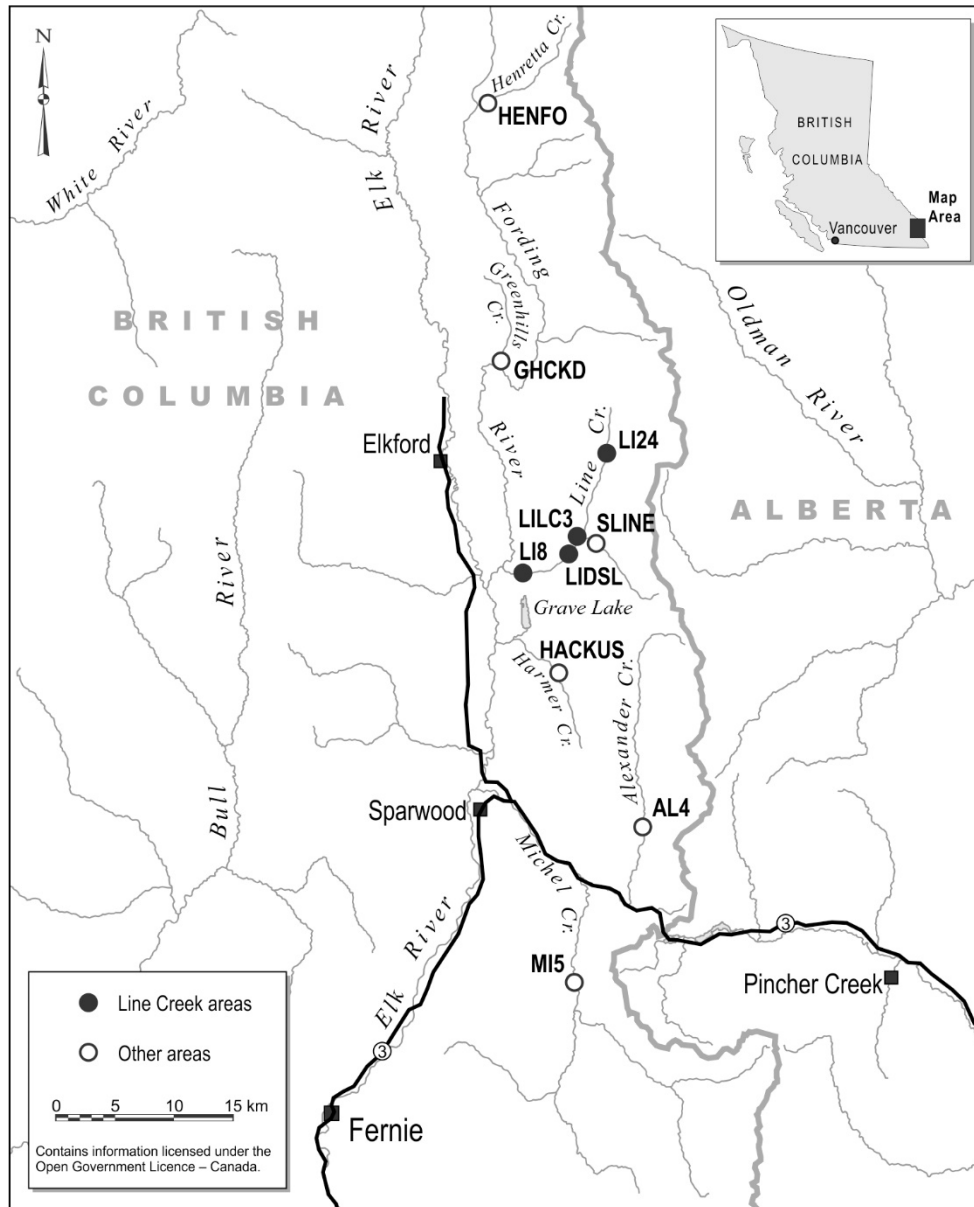 N
Henretta Cr.
HENFO
White River
Elk River
Fording
River
Greenhills
Cr.
GHCKD
BRITISH
COLUMBIA
Elkford
Line Cr.
LI24
LILC3
SLINE
LI8
LIDSL
Grave Lake
HACKUS
Harmer Cr.
Alexander Cr.
AL4
Oldman River
ALBERTA
Bull River
Sparwood
Michel Cr.
MI5
Elk River
3
3
Pincher Creek
Fernie
BRITISH
COLUMBIA
Vancouver
Map
Area
Line Creek areas
Other areas
0 5 10 15 km
Contains information licensed under the
Open Government Licence – Canada.